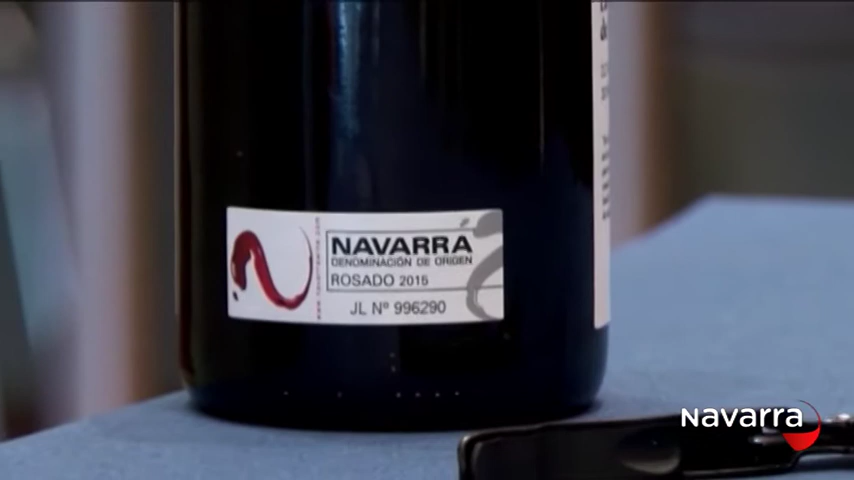 NAVARRA
DENOMINACIÓN DE ORIGEN
ROSADO 2015
JL Nº 996290
Navarra